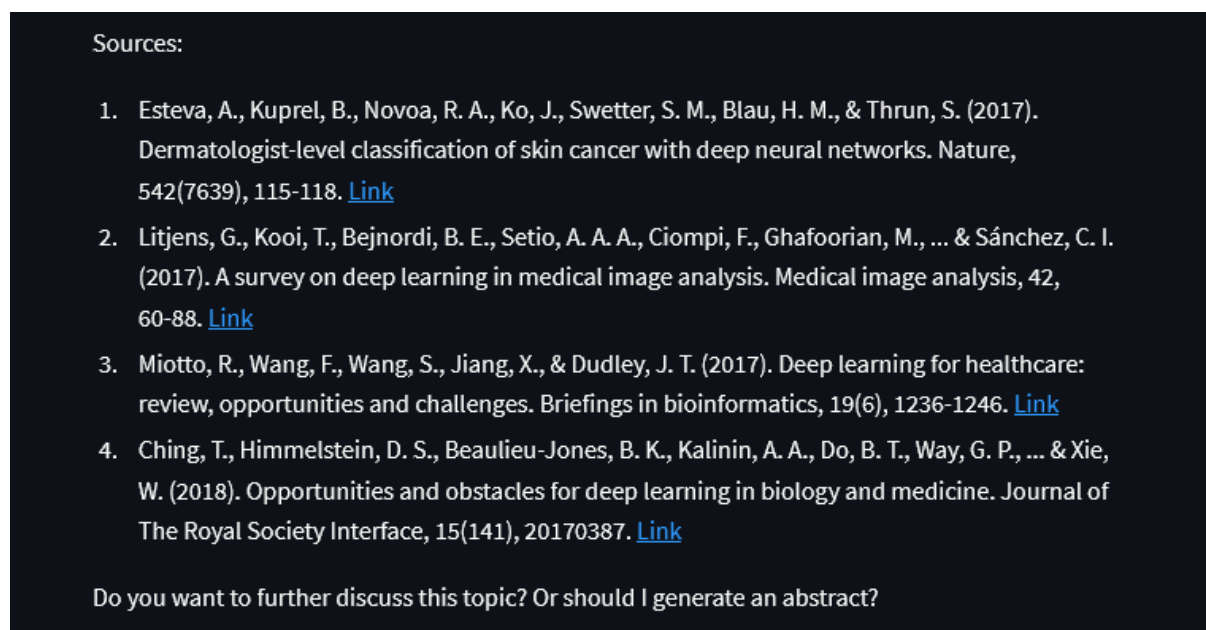 Sources:
1. Esteva, A., Kuprel, B., Novoa, R. A., Ko, J., Swetter, S. M., Blau, H. M., & Thrun, S. (2017).
Dermatologist-level classification of skin cancer with deep neural networks. Nature,
542(7639), 115-118. Link
2. Litjens, G., Kooi, T., Bejnordi, B. E., Setio, A. A. A., Ciompi, F., Ghafoorian, M., ... & Sánchez, C. I.
(2017). A survey on deep learning in medical image analysis. Medical image analysis, 42,
60-88. Link
3. Miotto, R., Wang, F., Wang, S., Jiang, X., & Dudley, J. T. (2017). Deep learning for healthcare:
review, opportunities and challenges. Briefings in bioinformatics, 19(6), 1236-1246. Link
4. Ching, T., Himmelstein, D. S., Beaulieu-Jones, B. K., Kalinin, A. A., Do, B. T., Way, G. P., ... & Xie,
W. (2018). Opportunities and obstacles for deep learning in biology and medicine. Journal of
The Royal Society Interface, 15(141), 20170387. Link
Do you want to further discuss this topic? Or should I generate an abstract?